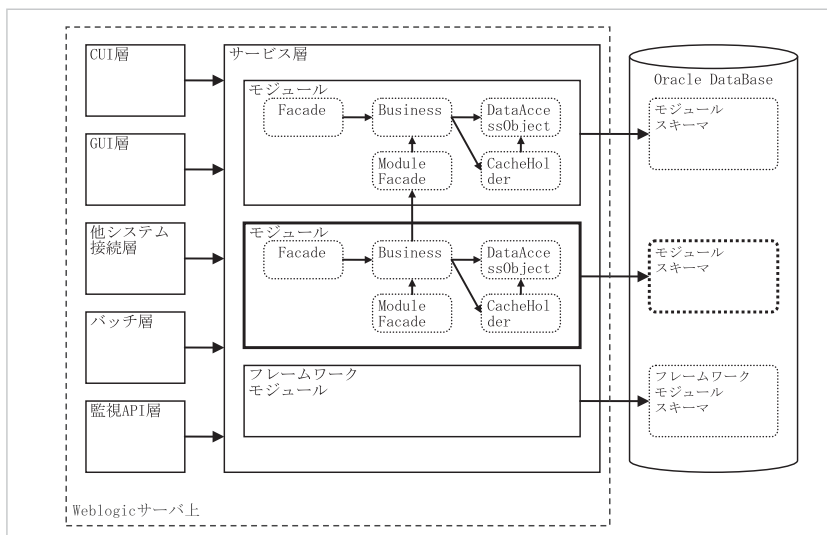 CUI層
GUI層
他システム
接続層
バッチ層
監視API層
Weblogicサーバ上
サービス層
モジュール
Facade
Business
DataAcce
ssObject
Module
Facade
CacheHol
der
モジュール
Facade
Business
DataAcce
ssObject
Module
Facade
CacheHol
der
フレームワーク
モジュール
Oracle DataBase
モジュール
スキーマ
モジュール
スキーマ
フレームワーク
モジュール
スキーマ